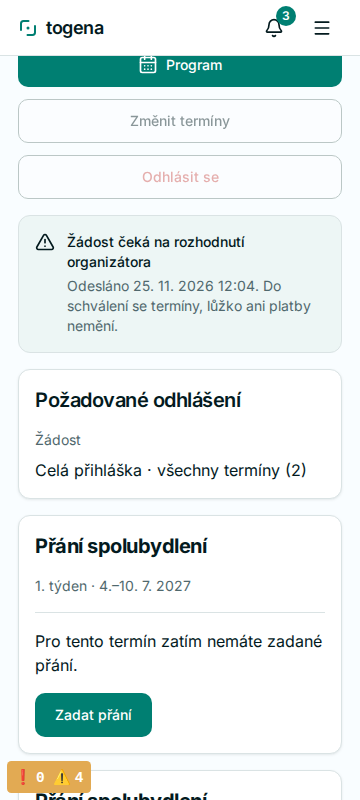 togena
3
Program
Změnit termíny
Odhlásit se
Žádost čeká na rozhodnutí
organizátora
Odesláno 25. 11. 2026 12:04. Do
schválení se termíny, lůžko ani platby
nemění.
Požadované odhlášení
Žádost
Celá přihláška · všechny termíny (2)
Přání spolubydlení
1. týden · 4.–10. 7. 2027
Pro tento termín zatím nemáte zadané
přání.
Zadat přání
❗ 0 ⚠️ 4
Přání spolubydlení